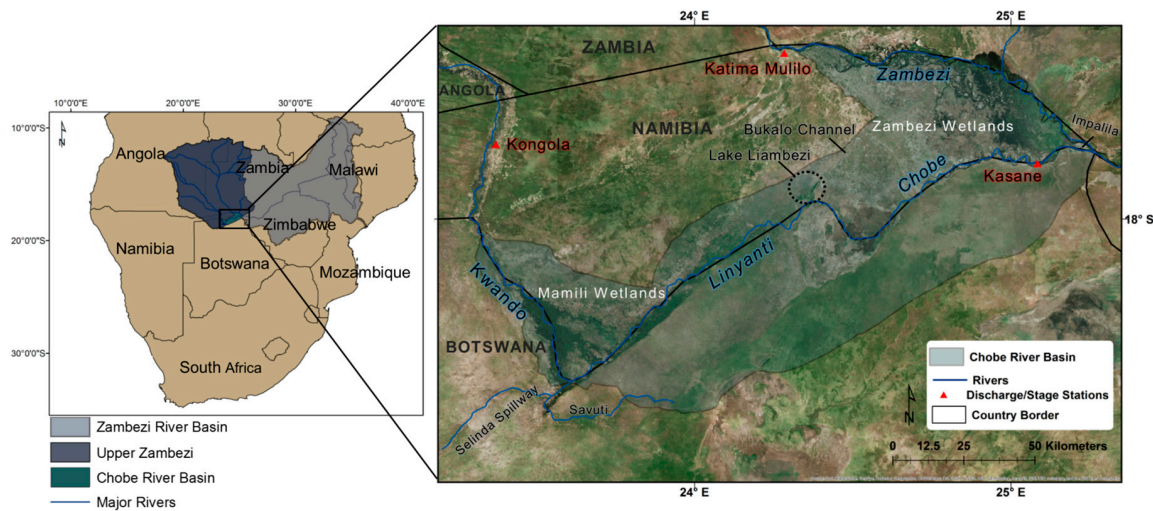 10°0'0"E
20°0'0"E
30°0'0"E
40°0'0"E
10°0'0"S
20°0'0"S
30°0'0"S
N
Angola
Zambia
Malawi
Zimbabwe
Namibia
Botswana
Mozambique
South Africa
Zambezi River Basin
Upper Zambezi
Chobe River Basin
Major Rivers
24° E
25° E
ZAMBIA
Katima Mulilo
Zambezi
ANGOLA
NAMIBIA
Bukalo Channel
Zambezi Wetlands
Impalila
Kongola
Lake Liambezi
Chobe
Kasane
18° S
Kwando
Mamili Wetlands
Linyanti
BOTSWANA
Selinda Spillway
Savuti
Chobe River Basin
Rivers
Discharge/Stage Stations
Country Border
N
0 12.5 25 50 Kilometers
24° E
25° E